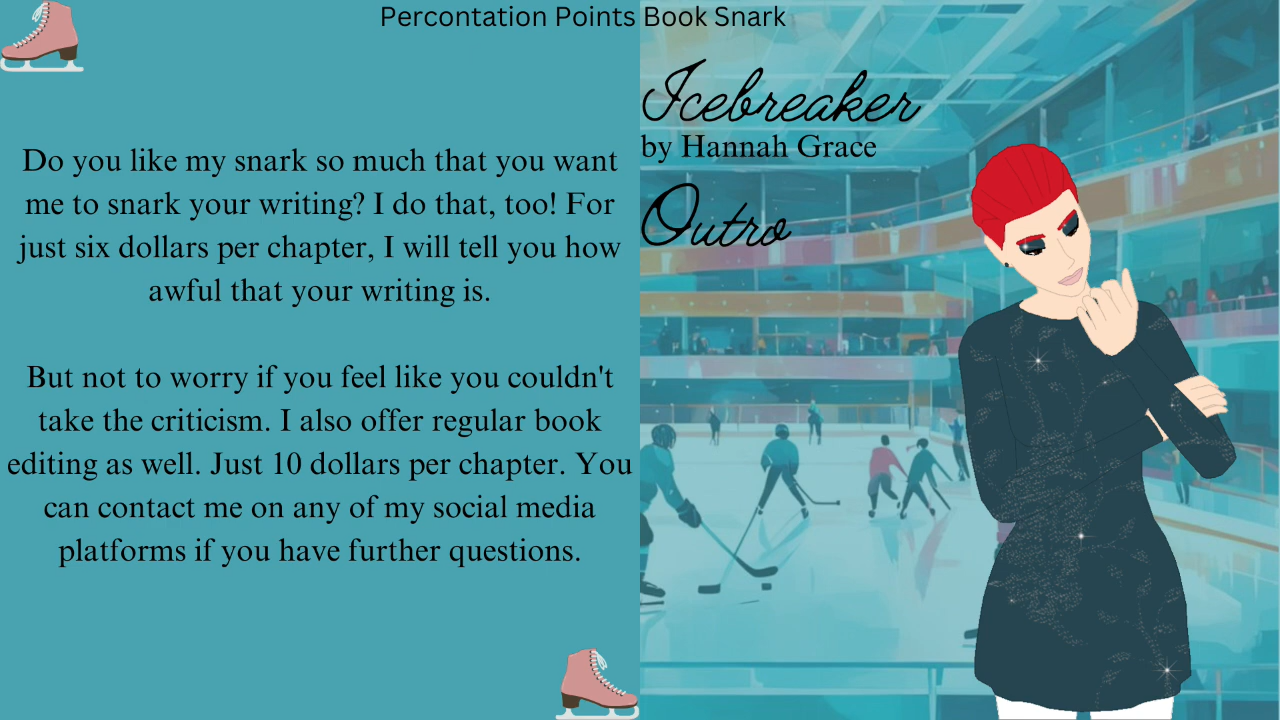 Percontation Points Book Snark
Do you like my snark so much that you want
me to snark your writing? I do that, too! For
just six dollars per chapter, I will tell you how
awful that your writing is.
But not to worry if you feel like you couldn't
take the criticism. I also offer regular book
editing as well. Just 10 dollars per chapter. You
can contact me on any of my social media
platforms if you have further questions.
Icebreaker
by Hannah Grace
Outro